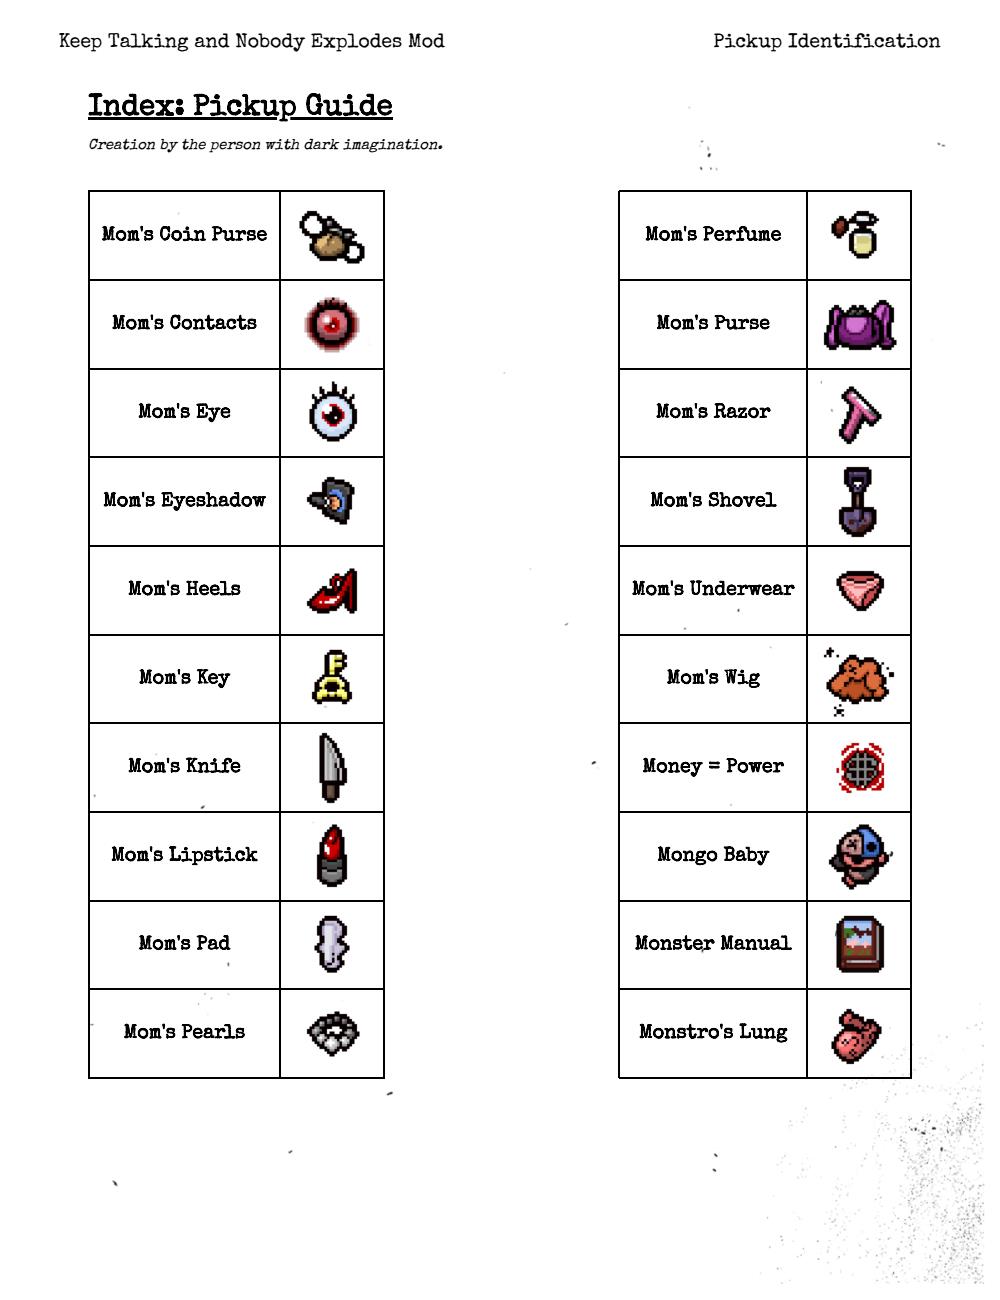 Keep Talking and Nobody Explodes Mod
Pickup Identification
Index: Pickup Guide
Creation by the person with dark imagination.
Mom's Coin Purse
Mom's Contacts
Mom's Eye
Mom's Eyeshadow
Mom's Heels
Mom's Key
Mom's Knife
Mom's Lipstick
Mom's Pad
Mom's Pearls
Mom's Perfume
Mom's Purse
Mom's Razor
Mom's Shovel
Mom's Underwear
Mom's Wig
Money = Power
Mongo Baby
Monster Manual
Monstro's Lung